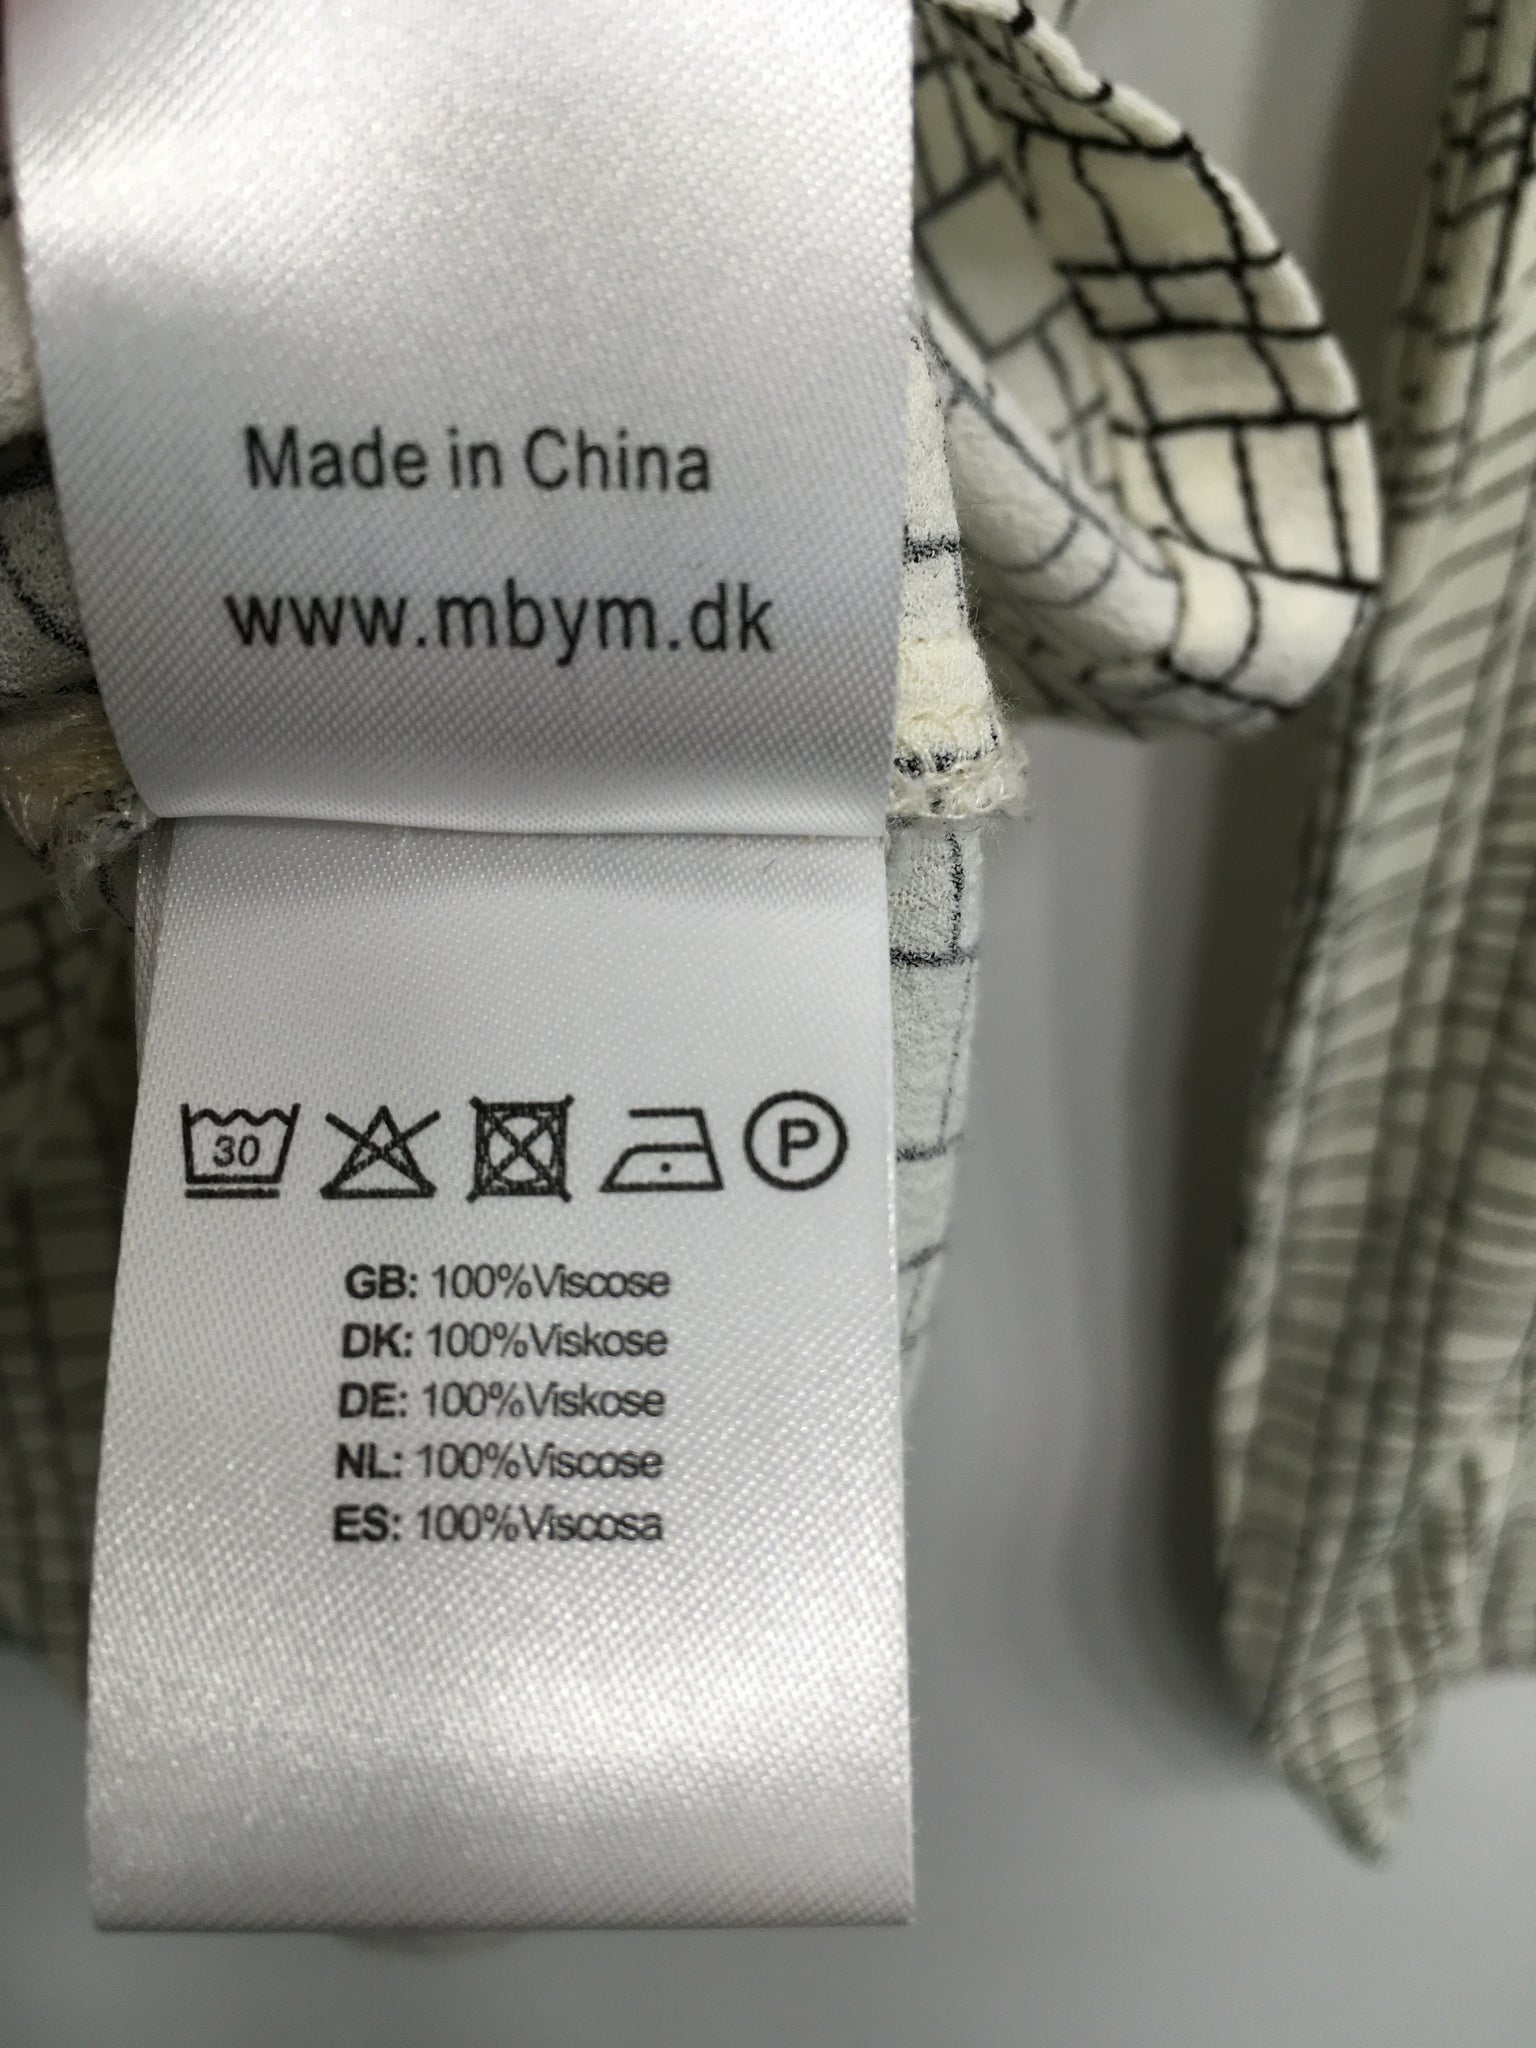 Made in China
www.mbym.dk
30 P
GB: 100%Viscose
DK: 100%Viskose
DE: 100%Viskose
NL: 100%Viscose
ES: 100%Viscosa